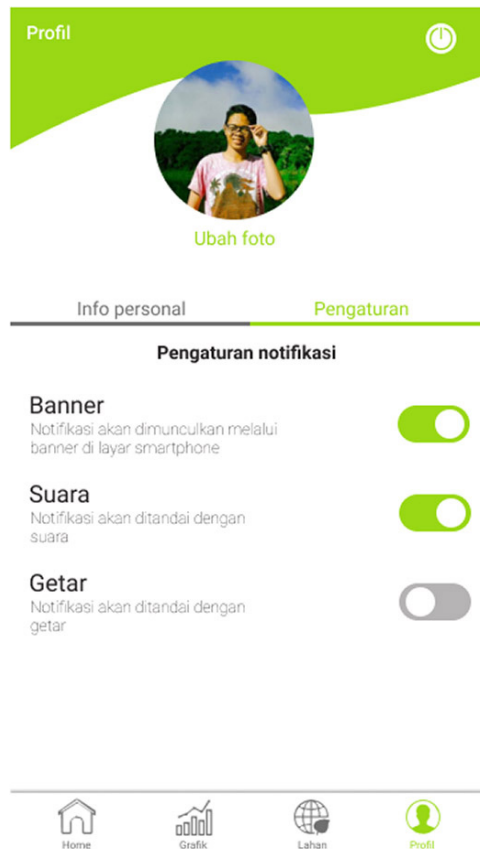 Profil
Ubah foto
Info personal
Pengaturan
Pengaturan notifikasi
Banner
Notifikasi akan dimunculkan melalui
banner di layar smartphone
Suara
Notifikasi akan ditandai dengan
suara
Getar
Notifikasi akan ditandai dengan
getar
Home
Grafik
Lahan
Profil